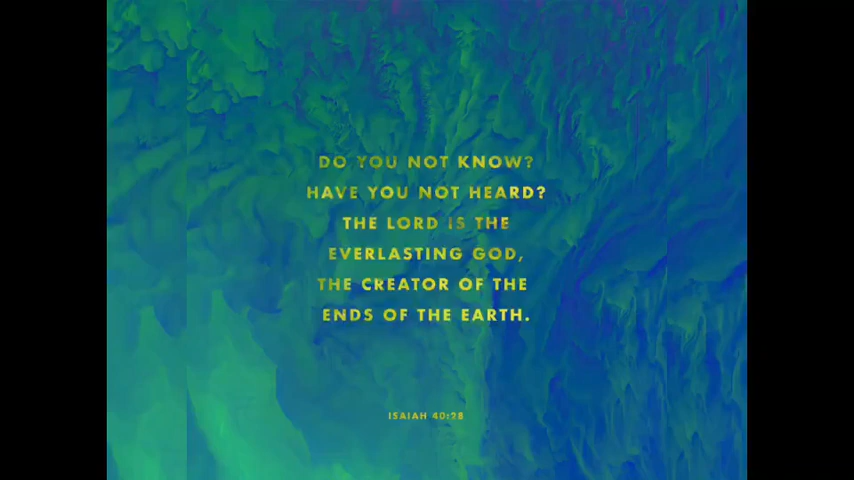 DO YOU NOT KNOW?
HAVE YOU NOT HEARD?
THE LORD IS THE
EVERLASTING GOD,
THE CREATOR OF THE
ENDS OF THE EARTH.
ISAIAH 40:28